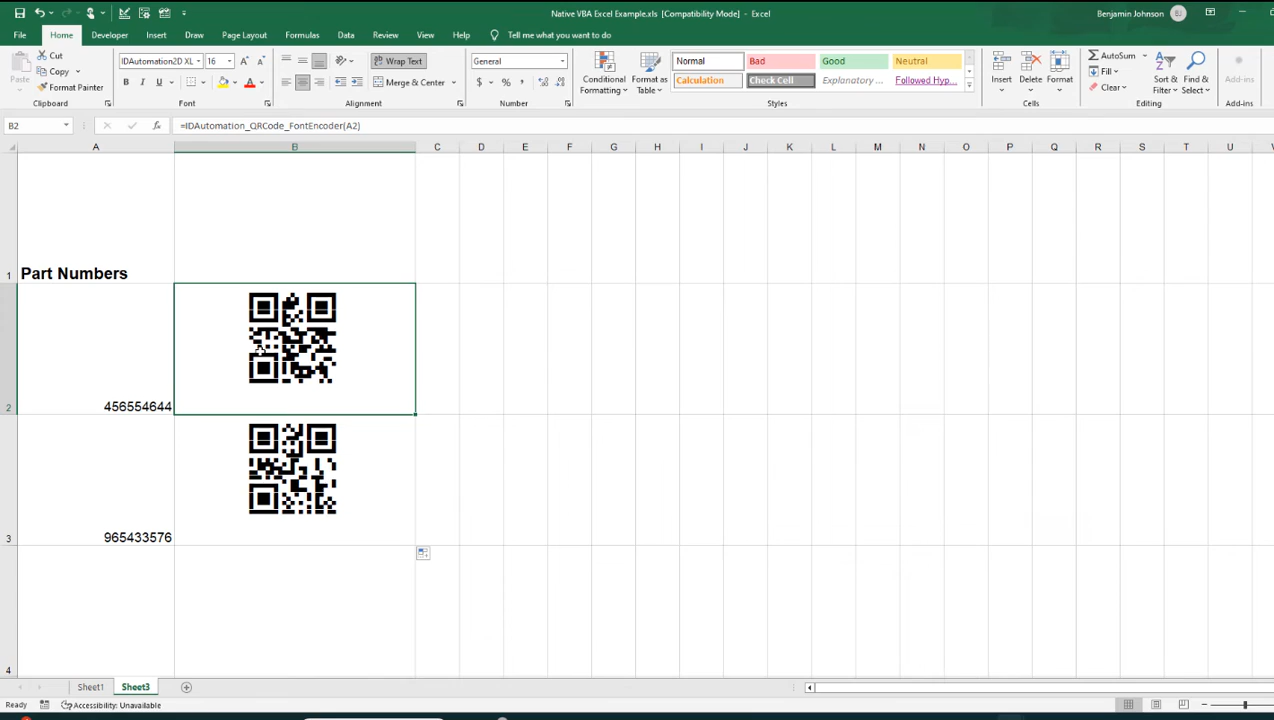 Native VBA Excel Example.xls [Compatibility Mode] - Excel
Benjamin Johnson BJ
File Home Developer Insert Draw Page Layout Formulas Data Review View Help Tell me what you want to do
Paste
Cut
Copy
Format Painter
Clipboard
IDAutomation2D XL 16
B I U
Font
Wrap Text
Merge & Center
Alignment
General
$ % ,
Number
Conditional
Formatting
Format as
Table
Normal Bad Good Neutral
Calculation Check Cell Explanatory ... Followed Hyp...
Styles
Insert Delete Format
Cells
AutoSum
Fill
Clear
Sort &
Filter
Find &
Select
Editing
Add-ins
Add-ins
B2 fx =IDAutomation_QRCode_FontEncoder(A2)
A B C D E F G H I J K L M N O P Q R S T U
1 Part Numbers
2 456554644
3 965433576
4
Sheet1 Sheet3
Ready Accessibility: Unavailable